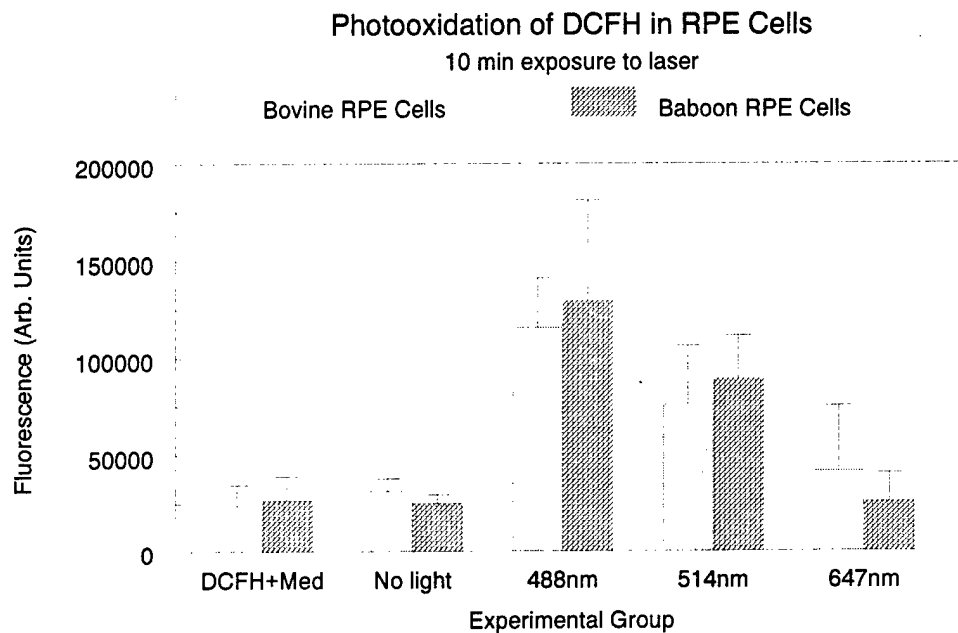 Photooxidation of DCFH in RPE Cells
10 min exposure to laser
Bovine RPE Cells
Baboon RPE Cells
Fluorescence (Arb. Units)
200000
150000
100000
50000
0
DCFH+Med
No light
488nm
514nm
647nm
Experimental Group